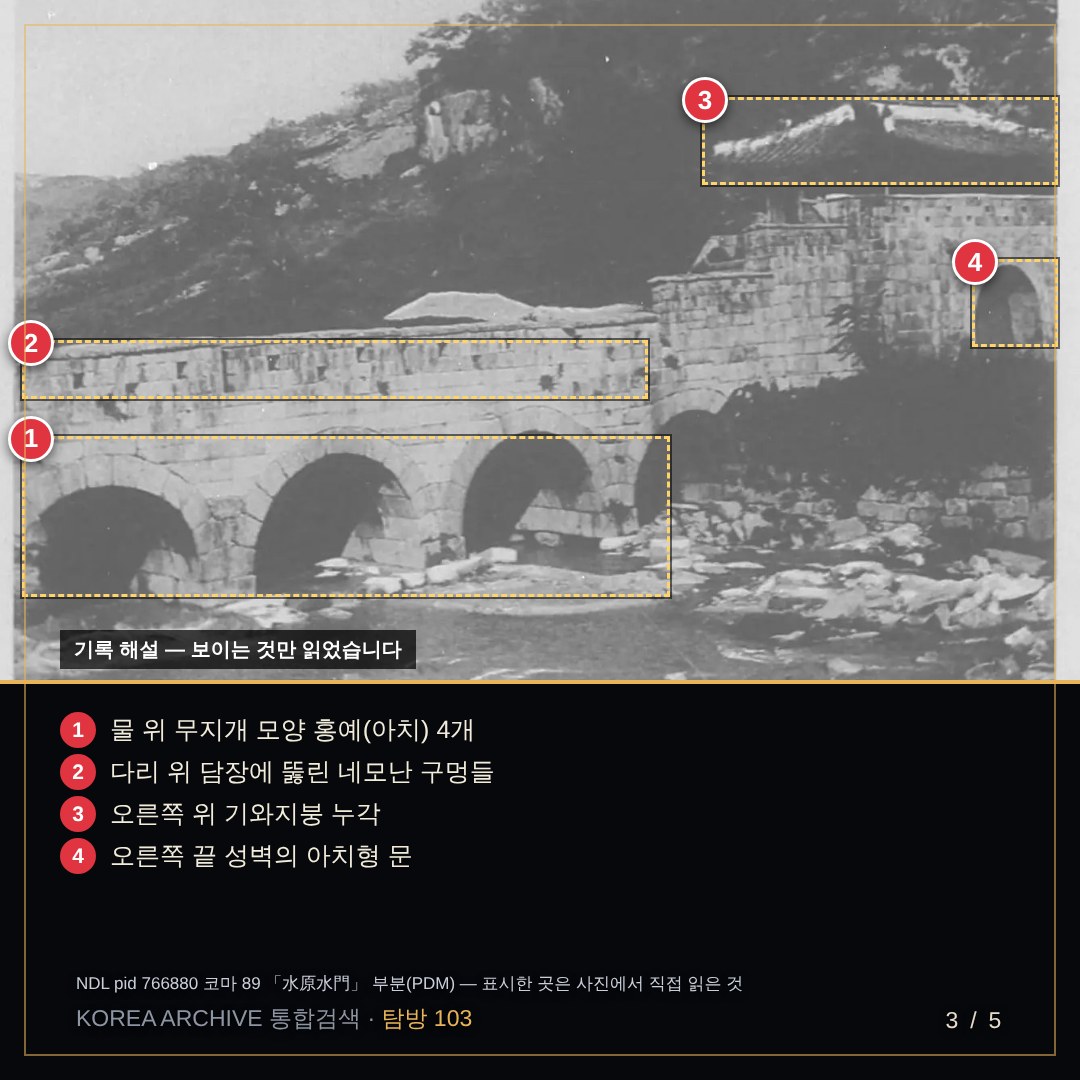 3
4
2
1
기록 해설 — 보이는 것만 읽었습니다
1 물 위 무지개 모양 홍예(아치) 4개
2 다리 위 담장에 뚫린 네모난 구멍들
3 오른쪽 위 기와지붕 누각
4 오른쪽 끝 성벽의 아치형 문
NDL pid 766880 코마 89 「水原水門」 부분(PDM) — 표시한 곳은 사진에서 직접 읽은 것
KOREA ARCHIVE 통합검색 · 탐방 103
3 / 5